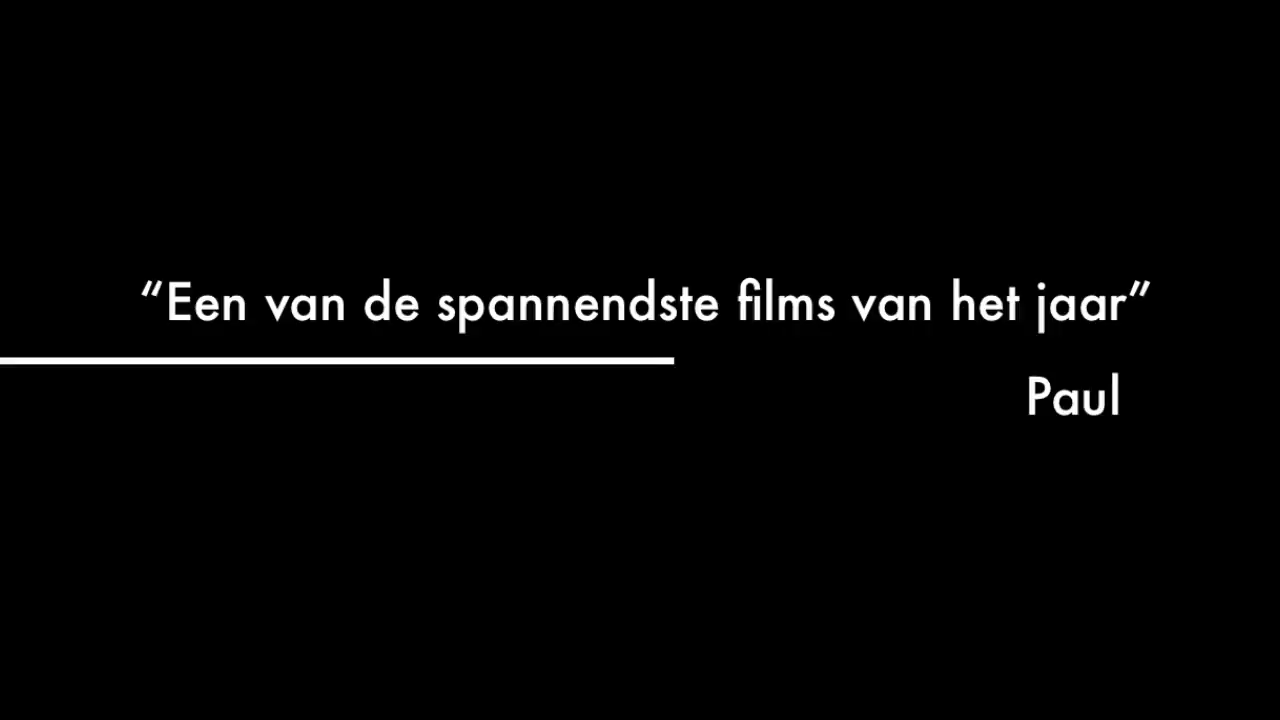 “Een van de spannendste films van het jaar”
Paul